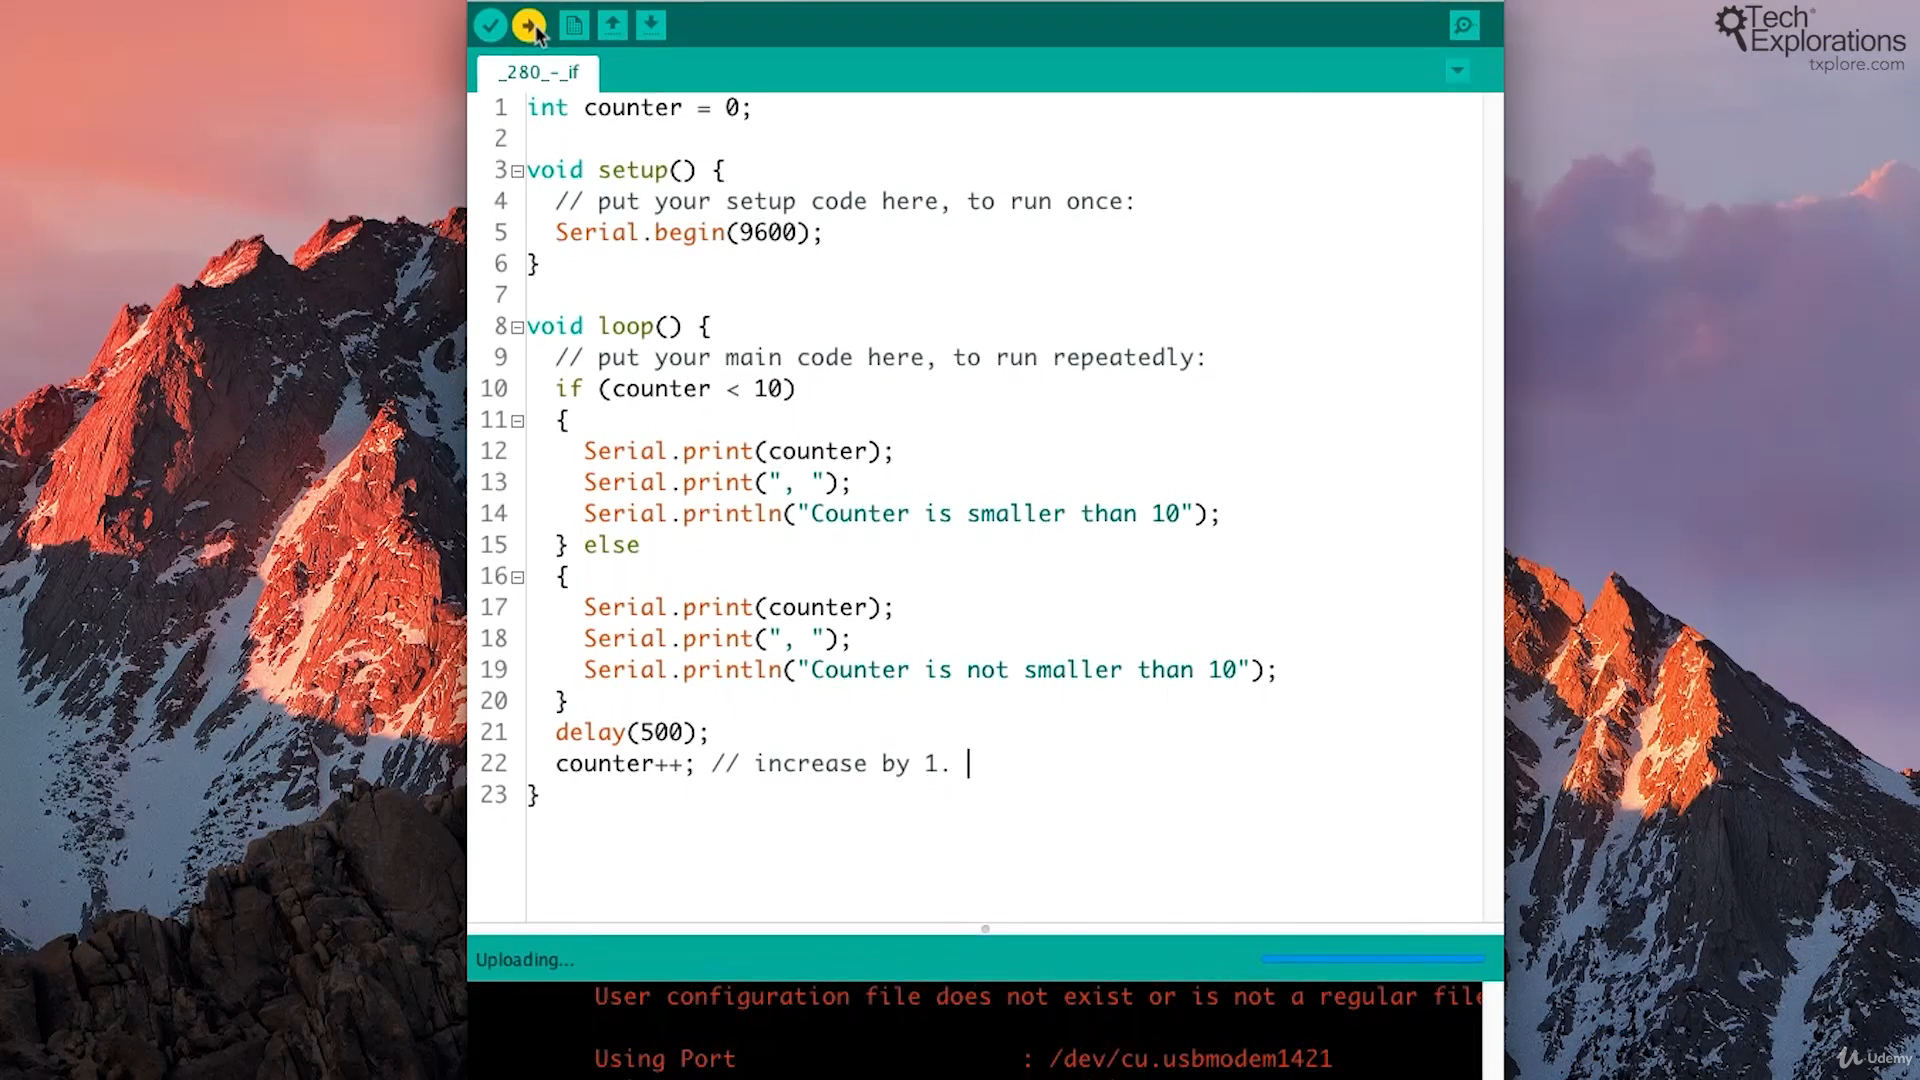 Tech
Explorations
txplore.com
_280_-_if
1 int counter = 0;
2
3 void setup() {
4   // put your setup code here, to run once:
5   Serial.begin(9600);
6 }
7
8 void loop() {
9   // put your main code here, to run repeatedly:
10   if (counter < 10)
11   {
12     Serial.print(counter);
13     Serial.print(", ");
14     Serial.println("Counter is smaller than 10");
15   } else
16   {
17     Serial.print(counter);
18     Serial.print(", ");
19     Serial.println("Counter is not smaller than 10");
20   }
21   delay(500);
22   counter++; // increase by 1.
23 }
Uploading...
User configuration file does not exist or is not a regular file
Using Port : /dev/cu.usbmodem1421
Udemy